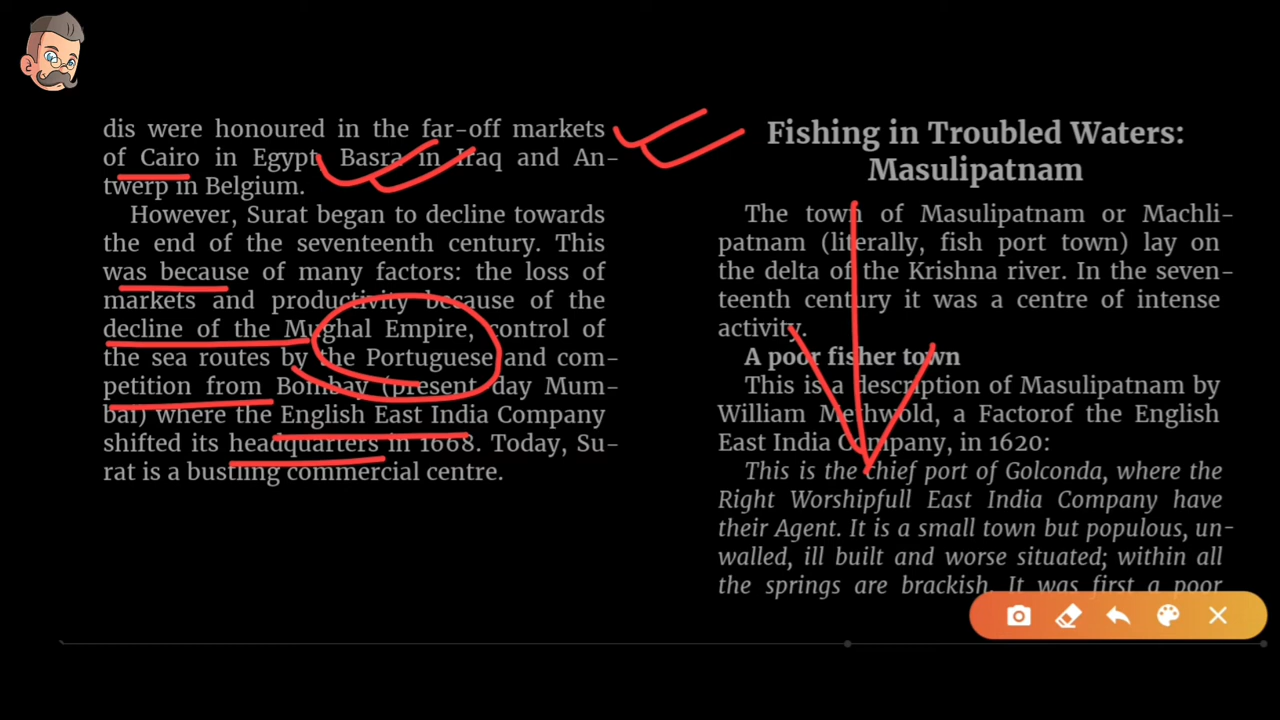 dis were honoured in the far-off markets
of Cairo in Egypt, Basra in Iraq and An-
twerp in Belgium.
However, Surat began to decline towards
the end of the seventeenth century. This
was because of many factors: the loss of
markets and productivity because of the
decline of the Mughal Empire, control of
the sea routes by the Portuguese and com-
petition from Bombay (present day Mum-
bai) where the English East India Company
shifted its headquarters in 1668. Today, Su-
rat is a busting commercial centre.
Fishing in Troubled Waters:
Masulipatnam
The town of Masulipatnam or Machli-
patnam (literally, fish port town) lay on
the delta of the Krishna river. In the seven-
teenth century it was a centre of intense
activity.
A poor fisher town
This is a description of Masulipatnam by
William Methwold, a Factorof the English
East India Company, in 1620:
This is the chief port of Golconda, where the
Right Worshipfull East India Company have
their Agent. It is a small town but populous, un-
walled, ill built and worse situated; within all
the springs are brackish. It was first a poor